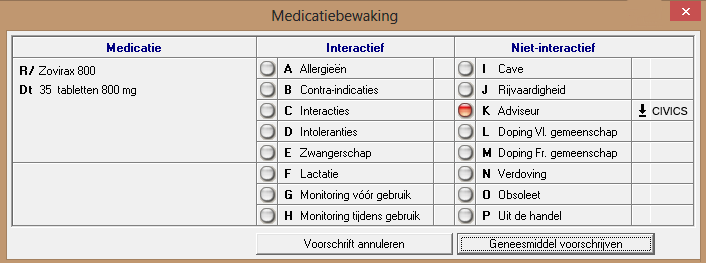 Medicatiebewaking
Medicatie
R/ Zovirax 800
Dt 35 tabletten 800 mg
Interactief
A Allergieën
B Contra-indicaties
C Interacties
D Intoleranties
E Zwangerschap
F Lactatie
G Monitoring vóór gebruik
H Monitoring tijdens gebruik
Niet-interactief
I Cave
J Rijvaardigheid
K Adviseur CIVICS
L Doping Vl. gemeenschap
M Doping Fr. gemeenschap
N Verdoving
O Obsoleet
P Uit de handel
Voorschrift annuleren
Geneesmiddel voorschrijven